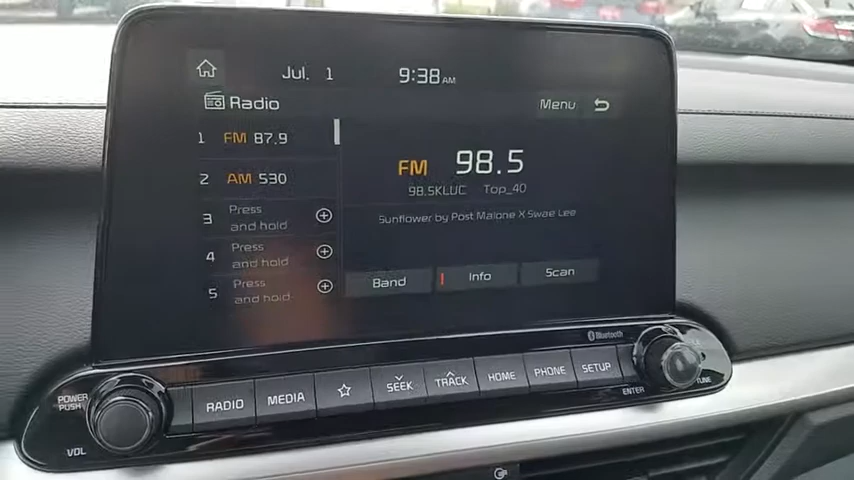 Jul. 1 9:38 AM
Radio Menu
1 FM 87.9
2 AM 530
3 Press and hold
4 Press and hold
5 Press and hold
FM 98.5
98.5KLUC Top_40
Sunflower by Post Malone X Swae Lee
Band Info Scan
Bluetooth
POWER PUSH
VOL
RADIO MEDIA SEEK TRACK HOME PHONE SETUP
ENTER TUNE